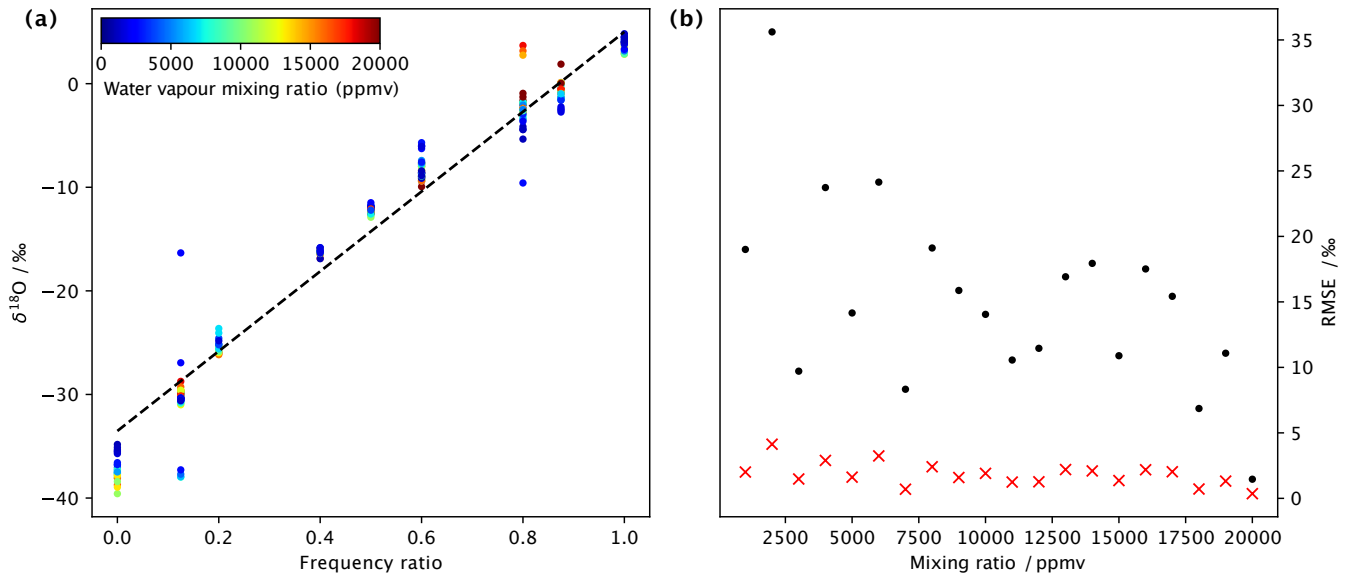 (a)
0 5000 10000 15000 20000
Water vapour mixing ratio (ppmv)
0
−10
−20
−30
−40
δ¹⁸O / ‰
0.0 0.2 0.4 0.6 0.8 1.0
Frequency ratio
(b)
35
30
25
20
15
10
5
0
RMSE / ‰
2500 5000 7500 10000 12500 15000 17500 20000
Mixing ratio / ppmv